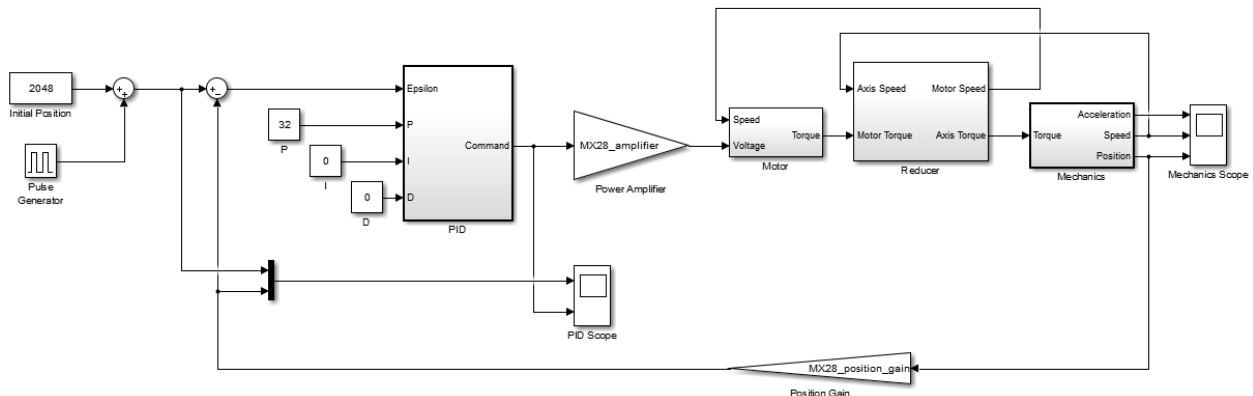 2048
Initial Position
+
+
Pulse
Generator
+
−
32
P
0
I
0
D
Epsilon
P
I
D
Command
PID
MX28_amplifier
Power Amplifier
Speed
Voltage
Torque
Motor
Axis Speed
Motor Torque
Motor Speed
Axis Torque
Reducer
Torque
Acceleration
Speed
Position
Mechanics
Mechanics Scope
PID Scope
MX28_position_gain
Position Gain